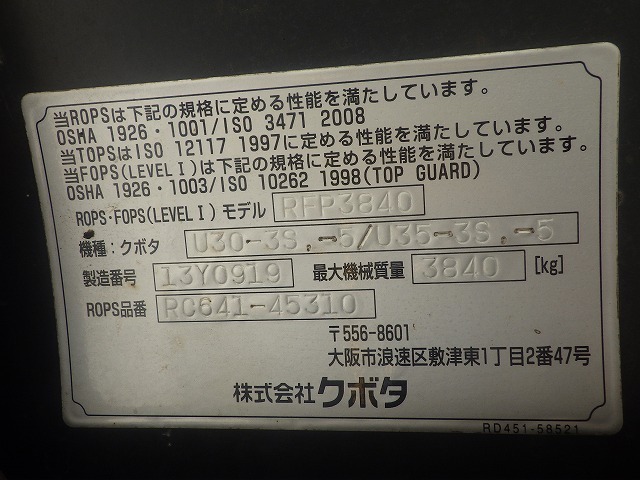 当ROPSは下記の規格に定める性能を満たしています。
OSHA 1926・1001/ISO 3471 2008
当TOPSはISO 12117 1997に定める性能を満たしています。
当FOPS(LEVELⅠ)は下記の規格に定める性能を満たしています。
OSHA 1926・1003/ISO 10262 1998(TOP GUARD)
ROPS・FOPS(LEVELⅠ)モデル RFP3840
機種:クボタ U30-3S,-5/U35-3S,-5
製造番号 13Y0919 最大機械質量 3840 [kg]
ROPS品番 RC641-45310
〒556-8601
大阪市浪速区敷津東1丁目2番47号
株式会社クボタ
RD451-58521